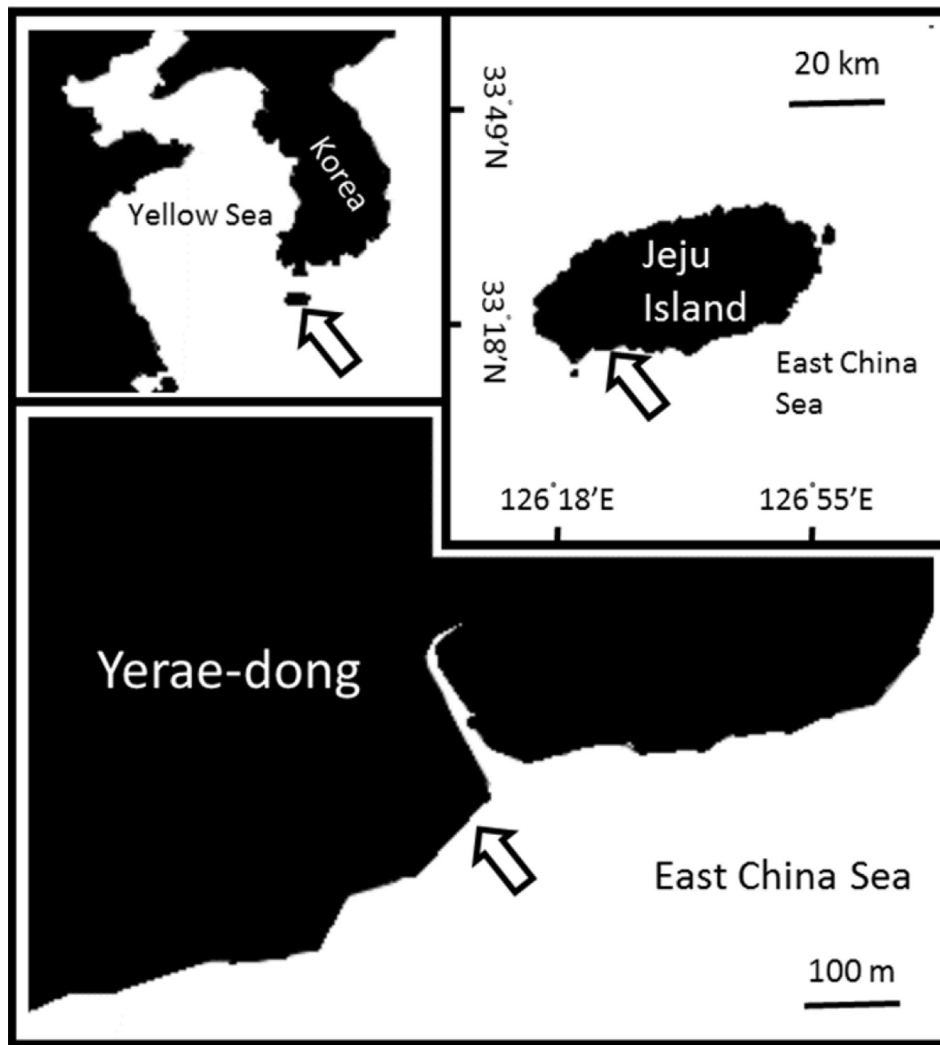 Korea
Yellow Sea
20 km
33°49'N
33°18'N
Jeju
Island
East China
Sea
126°18'E
126°55'E
Yerae-dong
East China Sea
100 m